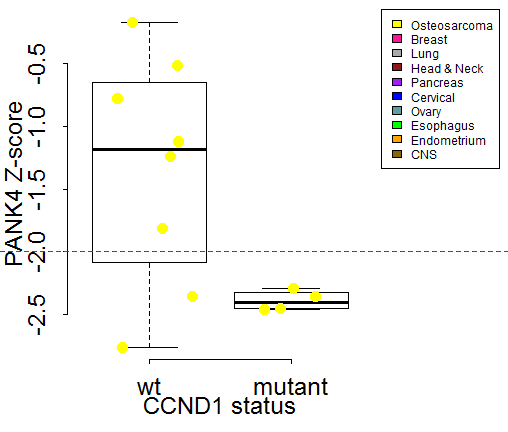 Osteosarcoma
Breast
Lung
Head & Neck
Pancreas
Cervical
Ovary
Esophagus
Endometrium
CNS
PANK4 Z-score
-0.5
-1.0
-1.5
-2.0
-2.5
wt mutant
CCND1 status